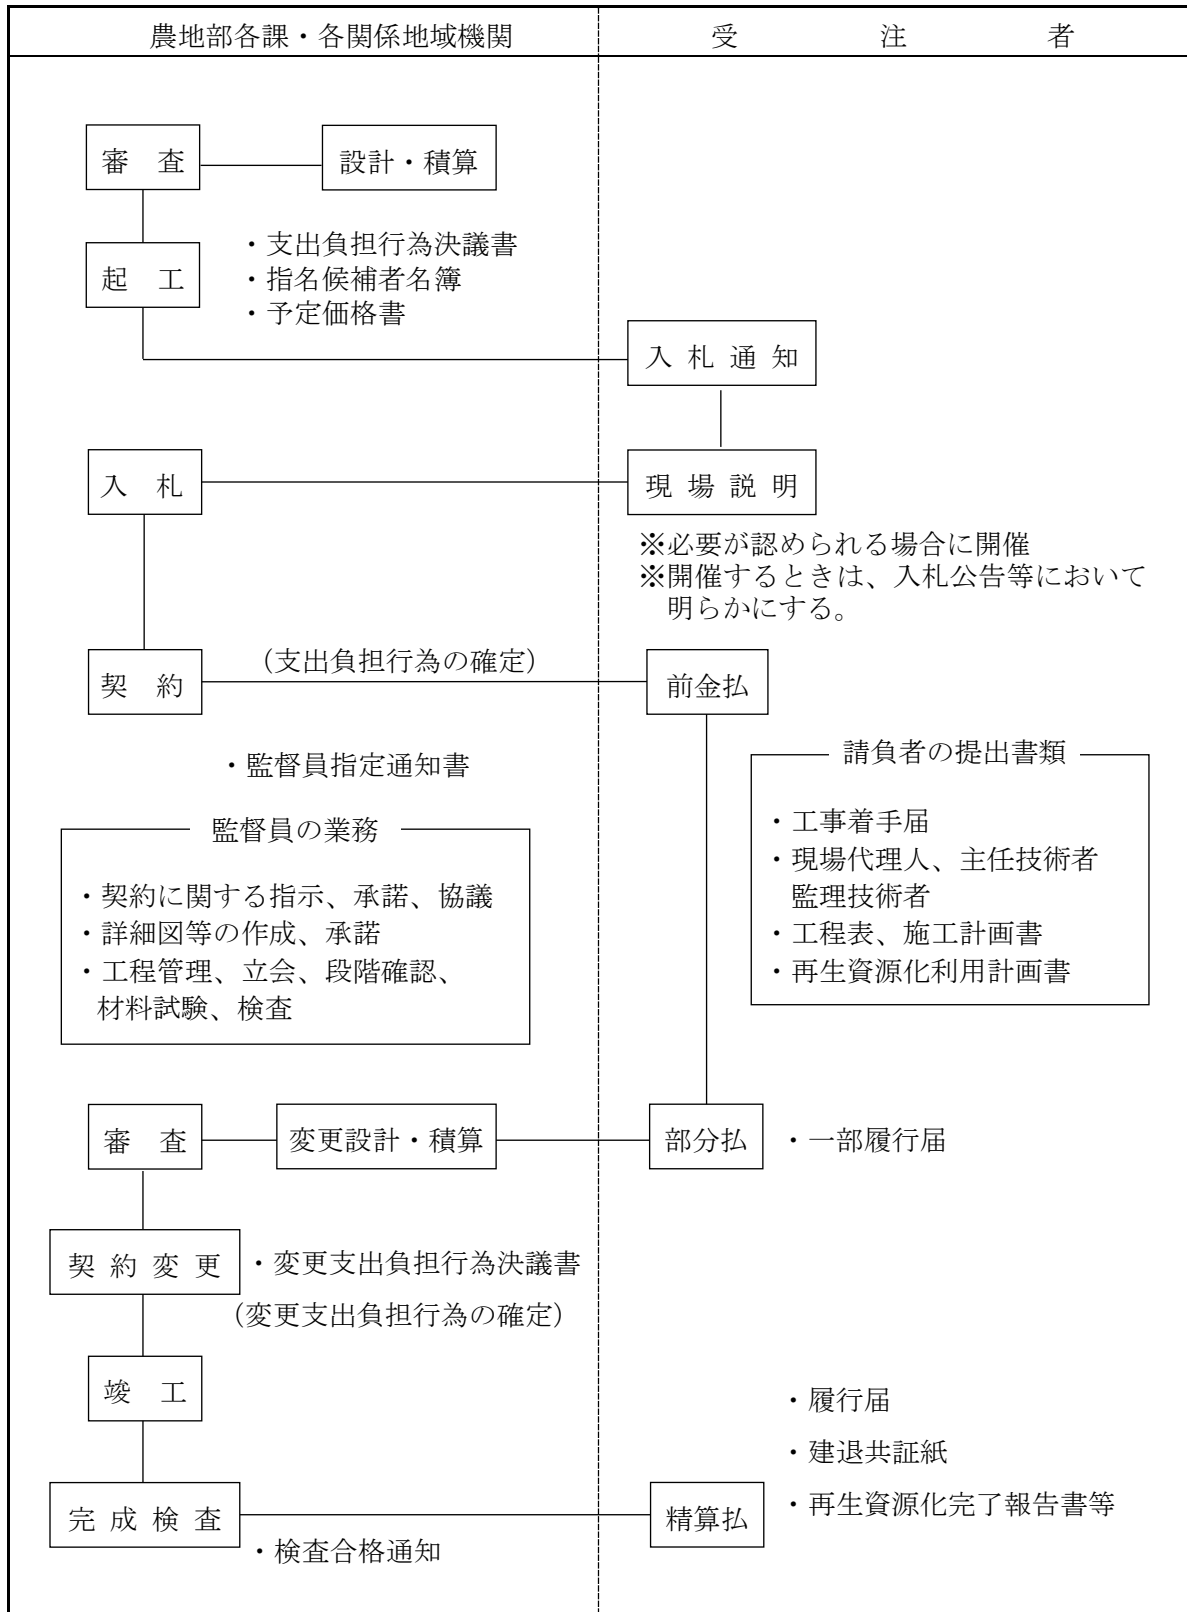 農地部各課・各関係地域機関
受注者
審査
設計・積算
起工
・支出負担行為決議書
・指名候補者名簿
・予定価格書
入札通知
入札
現場説明
※必要が認められる場合に開催
※開催するときは、入札公告等において
明らかにする。
契約
（支出負担行為の確定）
前金払
・監督員指定通知書
監督員の業務
・契約に関する指示、承諾、協議
・詳細図等の作成、承諾
・工程管理、立会、段階確認、
材料試験、検査
請負者の提出書類
・工事着手届
・現場代理人、主任技術者
監理技術者
・工程表、施工計画書
・再生資源化利用計画書
審査
変更設計・積算
部分払
・一部履行届
契約変更
・変更支出負担行為決議書
（変更支出負担行為の確定）
竣工
・履行届
・建退共証紙
・再生資源化完了報告書等
完成検査
精算払
・検査合格通知